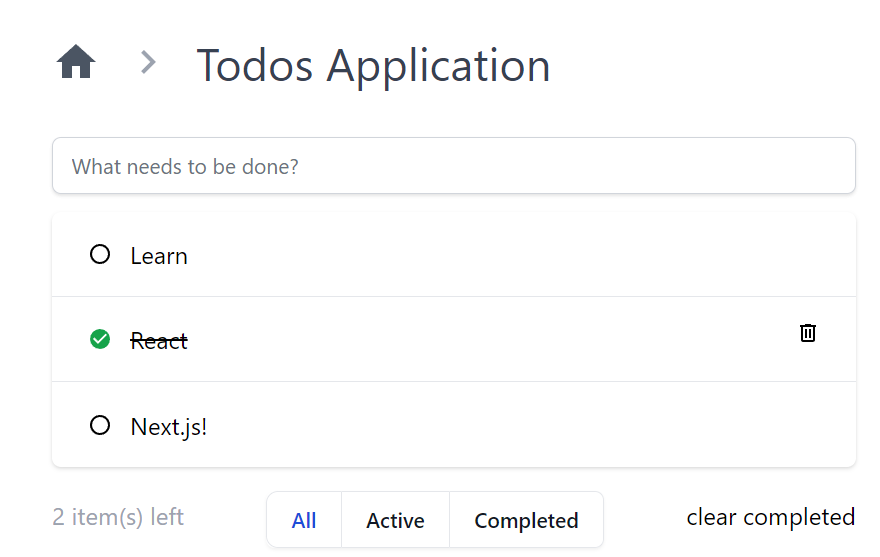 Todos Application
What needs to be done?
Learn
React
Next.js!
2 item(s) left All Active Completed clear completed